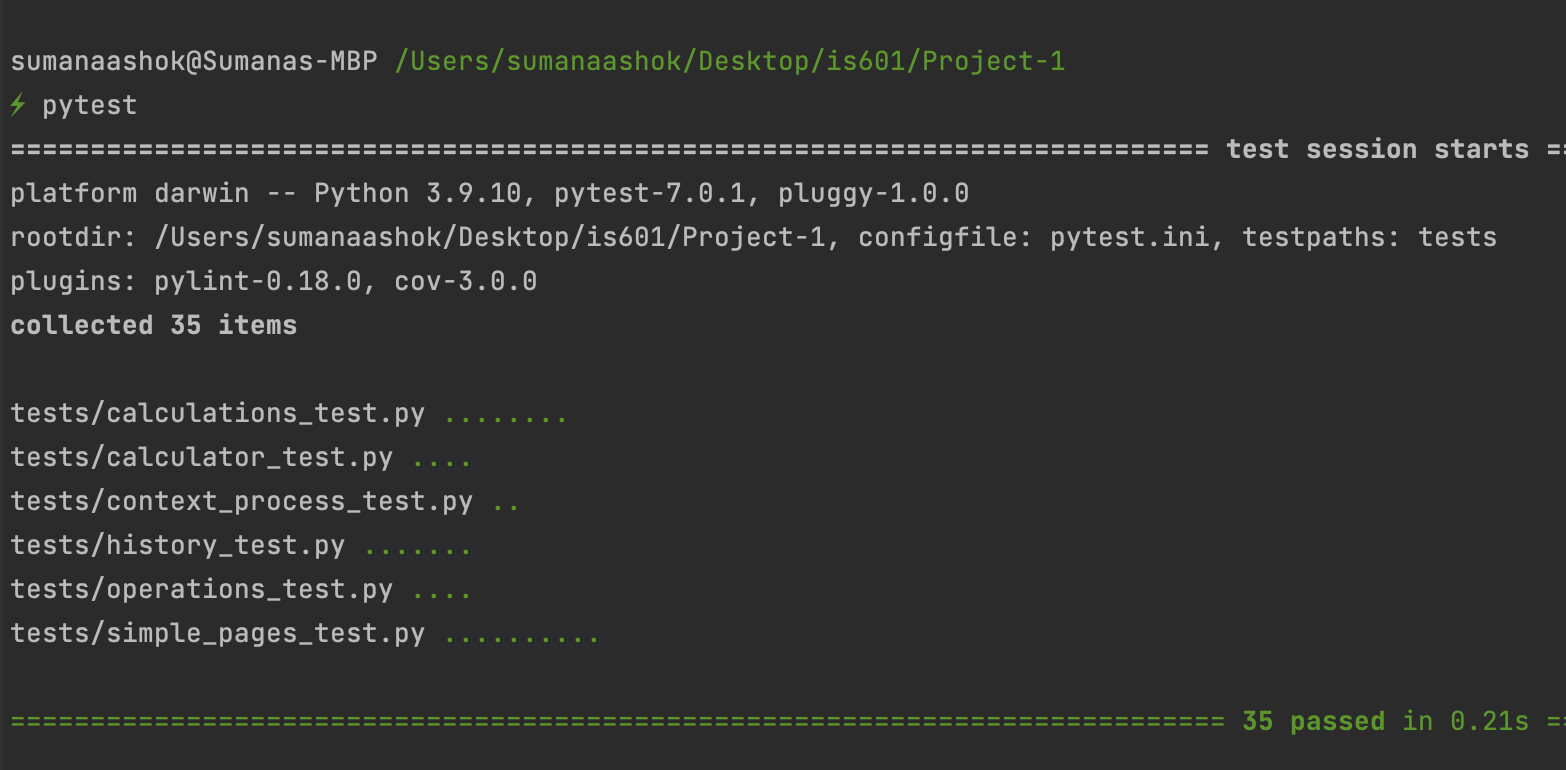 sumanaashok@Sumanas-MBP /Users/sumanaashok/Desktop/is601/Project-1
⚡ pytest
=========================================================================== test session starts ==
platform darwin -- Python 3.9.10, pytest-7.0.1, pluggy-1.0.0
rootdir: /Users/sumanaashok/Desktop/is601/Project-1, configfile: pytest.ini, testpaths: tests
plugins: pylint-0.18.0, cov-3.0.0
collected 35 items
tests/calculations_test.py ........
tests/calculator_test.py ....
tests/context_process_test.py ..
tests/history_test.py .......
tests/operations_test.py ....
tests/simple_pages_test.py ..........
============================================================================ 35 passed in 0.21s ==